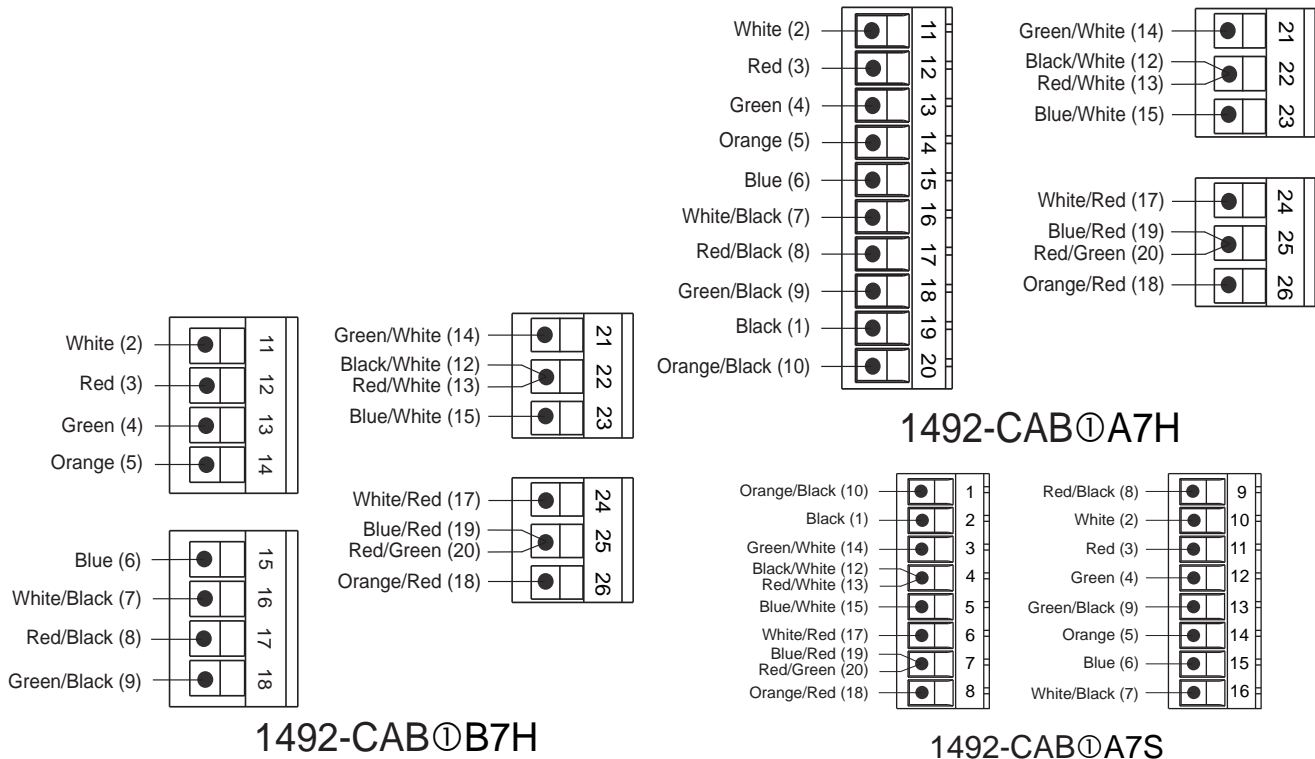 White (2) 11
Red (3) 12
Green (4) 13
Orange (5) 14
Blue (6) 15
White/Black (7) 16
Red/Black (8) 17
Green/Black (9) 18
Black (1) 19
Orange/Black (10) 20
Green/White (14) 21
Black/White (12)
Red/White (13) 22
Blue/White (15) 23
White/Red (17) 24
Blue/Red (19)
Red/Green (20) 25
Orange/Red (18) 26
1492-CAB①A7H
White (2) 11
Red (3) 12
Green (4) 13
Orange (5) 14
Blue (6) 15
White/Black (7) 16
Red/Black (8) 17
Green/Black (9) 18
Green/White (14) 21
Black/White (12)
Red/White (13) 22
Blue/White (15) 23
White/Red (17) 24
Blue/Red (19)
Red/Green (20) 25
Orange/Red (18) 26
1492-CAB①B7H
Orange/Black (10) 1
Black (1) 2
Green/White (14) 3
Black/White (12)
Red/White (13) 4
Blue/White (15) 5
White/Red (17) 6
Blue/Red (19)
Red/Green (20) 7
Orange/Red (18) 8
Red/Black (8) 9
White (2) 10
Red (3) 11
Green (4) 12
Green/Black (9) 13
Orange (5) 14
Blue (6) 15
White/Black (7) 16
1492-CAB①A7S